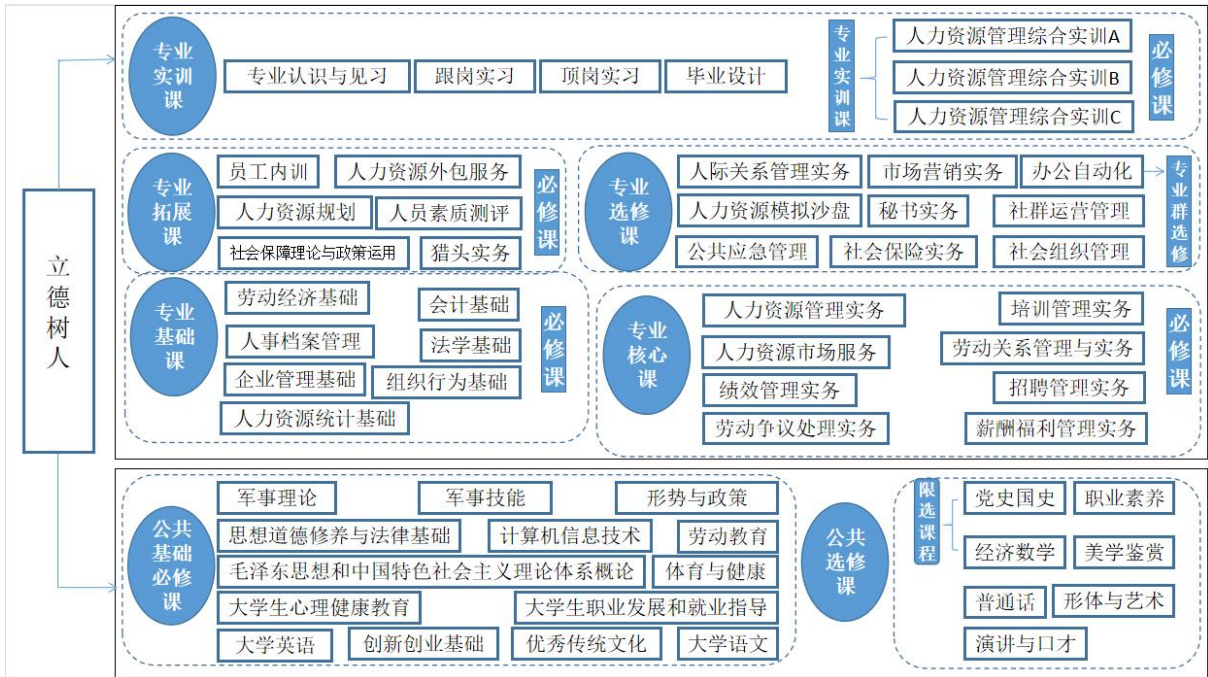 立德树人
专业实训课
专业认识与见习
跟岗实习
顶岗实习
毕业设计
专业实训课
人力资源管理综合实训A
人力资源管理综合实训B
人力资源管理综合实训C
必修课
专业拓展课
员工内训
人力资源外包服务
人力资源规划
人员素质测评
社会保障理论与政策运用
猎头实务
必修课
专业选修课
人际关系管理实务
市场营销实务
办公自动化
人力资源模拟沙盘
秘书实务
社群运营管理
公共应急管理
社会保险实务
社会组织管理
专业群选修
专业基础课
劳动经济基础
会计基础
人事档案管理
法学基础
企业管理基础
组织行为基础
人力资源统计基础
必修课
专业核心课
人力资源管理实务
培训管理实务
人力资源市场服务
劳动关系管理与实务
绩效管理实务
招聘管理实务
劳动争议处理实务
薪酬福利管理实务
必修课
公共基础必修课
军事理论
军事技能
形势与政策
思想道德修养与法律基础
计算机信息技术
劳动教育
毛泽东思想和中国特色社会主义理论体系概论
体育与健康
大学生心理健康教育
大学生职业发展和就业指导
大学英语
创新创业基础
优秀传统文化
大学语文
公共选修课
限选课程
党史国史
职业素养
经济数学
美学鉴赏
普通话
形体与艺术
演讲与口才